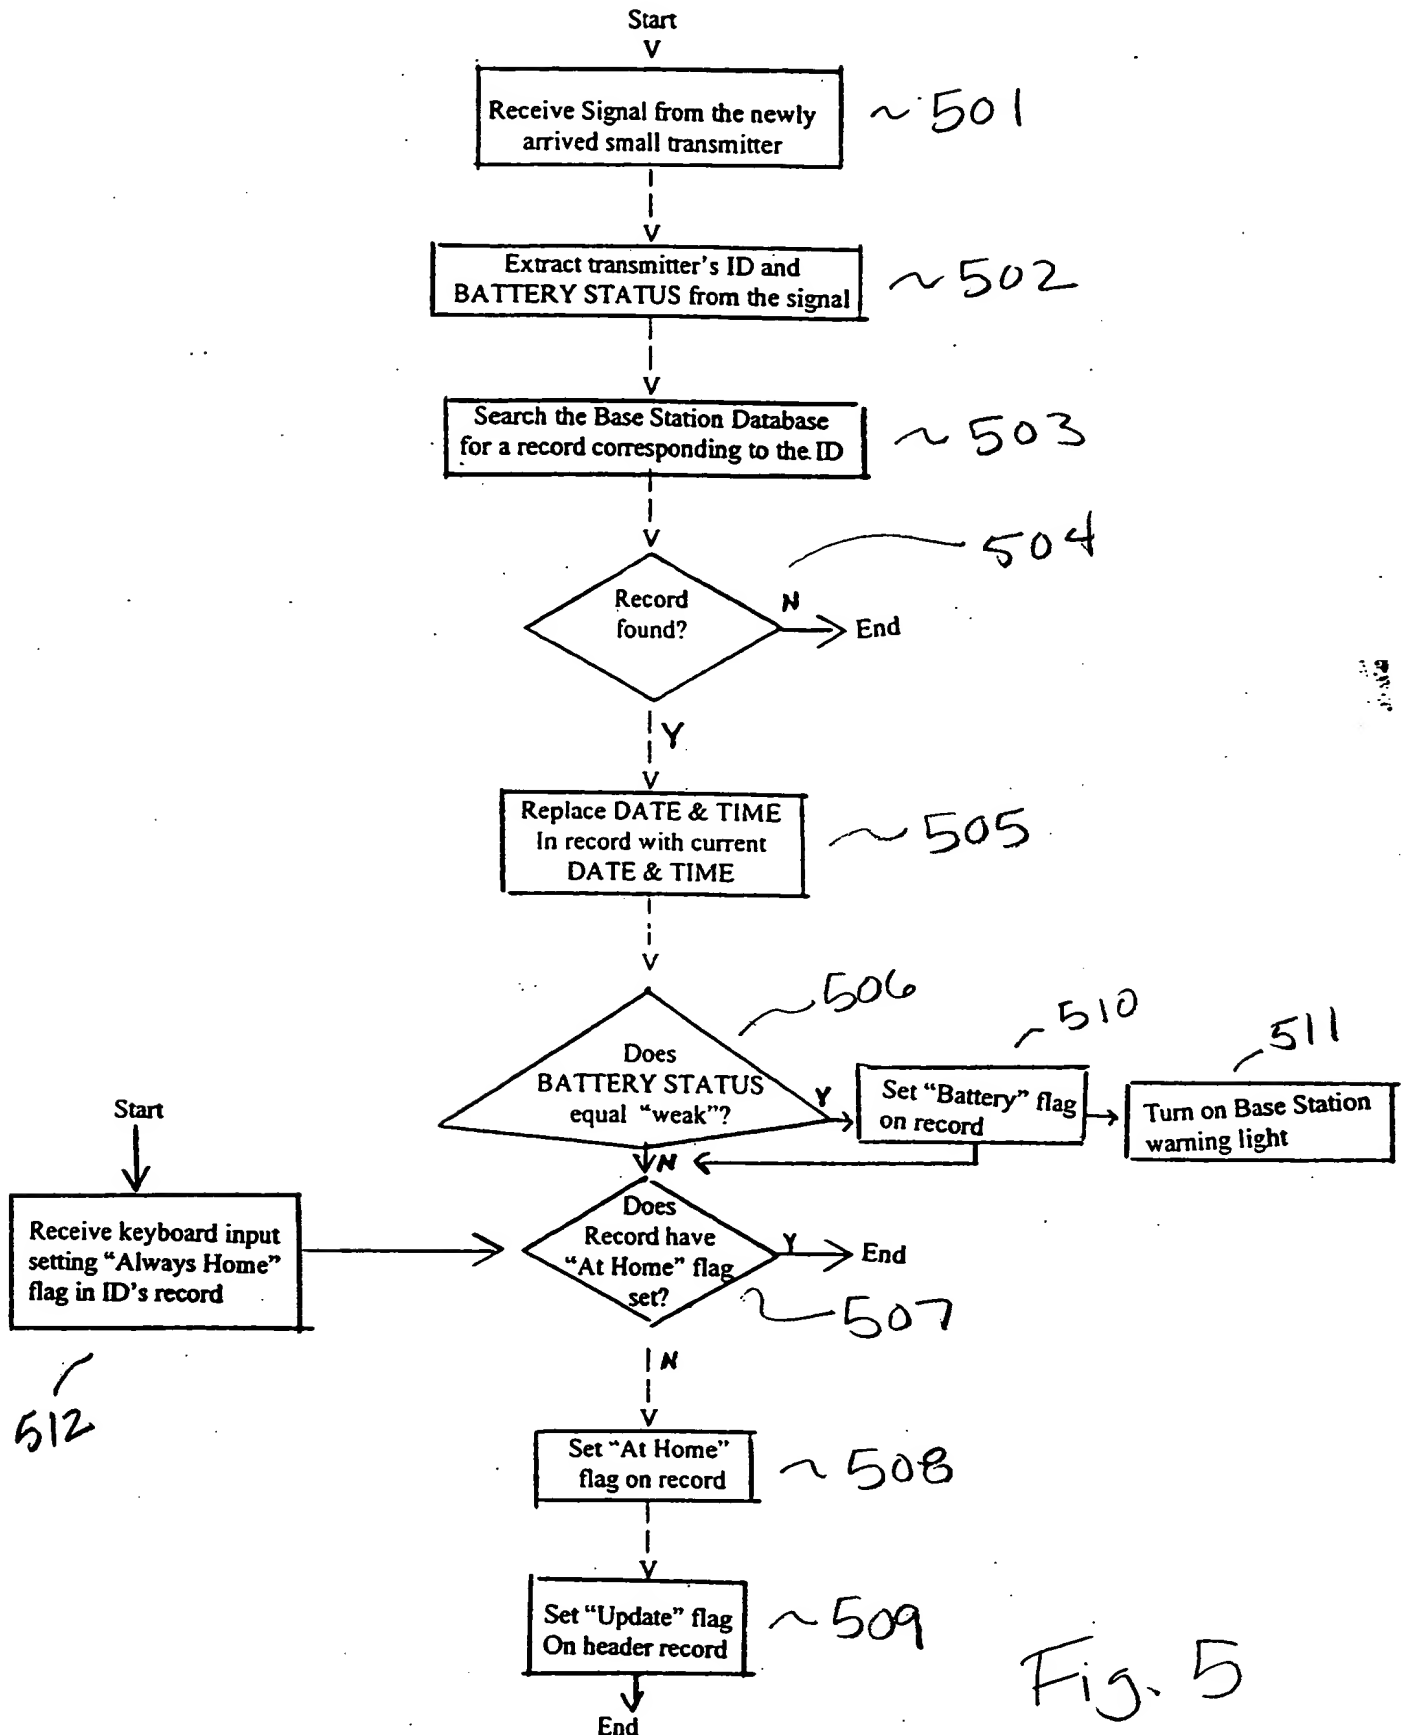 Start
Receive Signal from the newly
arrived small transmitter
~501
Extract transmitter's ID and
BATTERY STATUS from the signal
~502
Search the Base Station Database
for a record corresponding to the ID
~503
504
Record
found?
N
End
Y
Replace DATE & TIME
In record with current
DATE & TIME
~505
506
Does
BATTERY STATUS
equal "weak"?
Y
510
Set "Battery" flag
on record
511
Turn on Base Station
warning light
N
Start
Receive keyboard input
setting "Always Home"
flag in ID's record
512
Does
Record have
"At Home" flag
set?
Y
End
507
N
Set "At Home"
flag on record
~508
Set "Update" flag
On header record
~509
End
Fig. 5